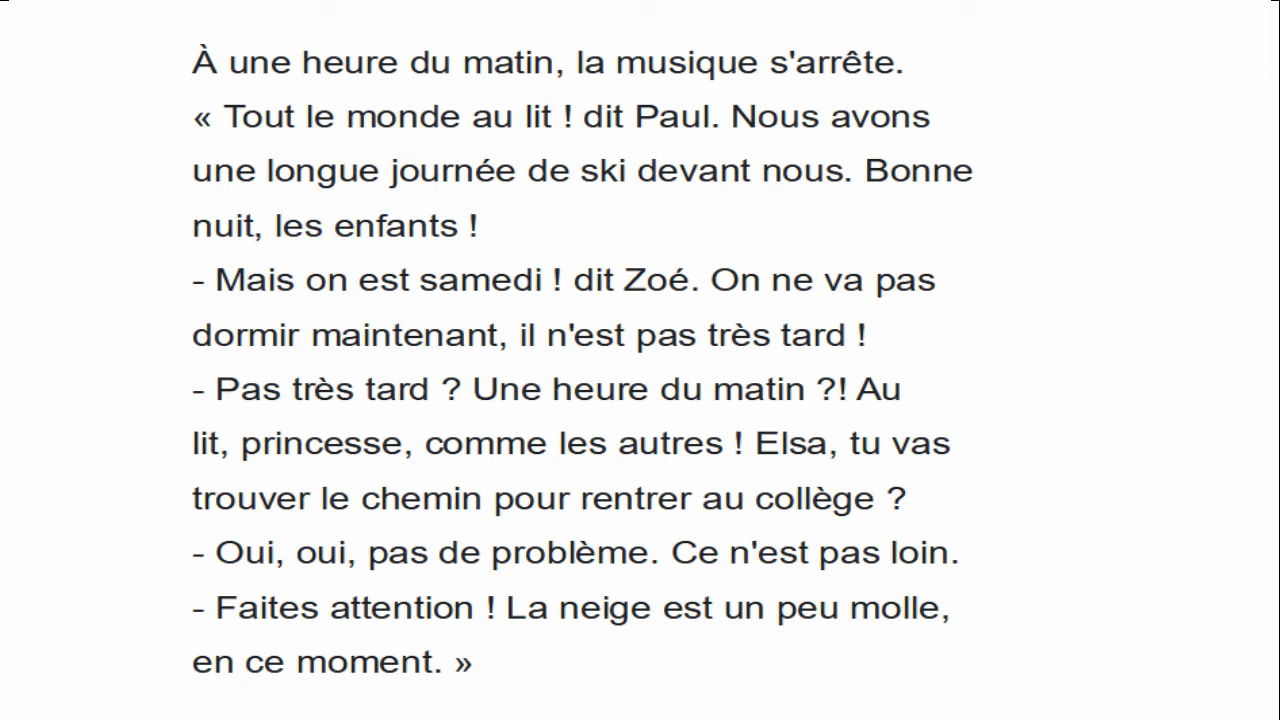 À une heure du matin, la musique s'arrête.
« Tout le monde au lit ! dit Paul. Nous avons
une longue journée de ski devant nous. Bonne
nuit, les enfants !
- Mais on est samedi ! dit Zoé. On ne va pas
dormir maintenant, il n'est pas très tard !
- Pas très tard ? Une heure du matin ?! Au
lit, princesse, comme les autres ! Elsa, tu vas
trouver le chemin pour rentrer au collège ?
- Oui, oui, pas de problème. Ce n'est pas loin.
- Faites attention ! La neige est un peu molle,
en ce moment. »